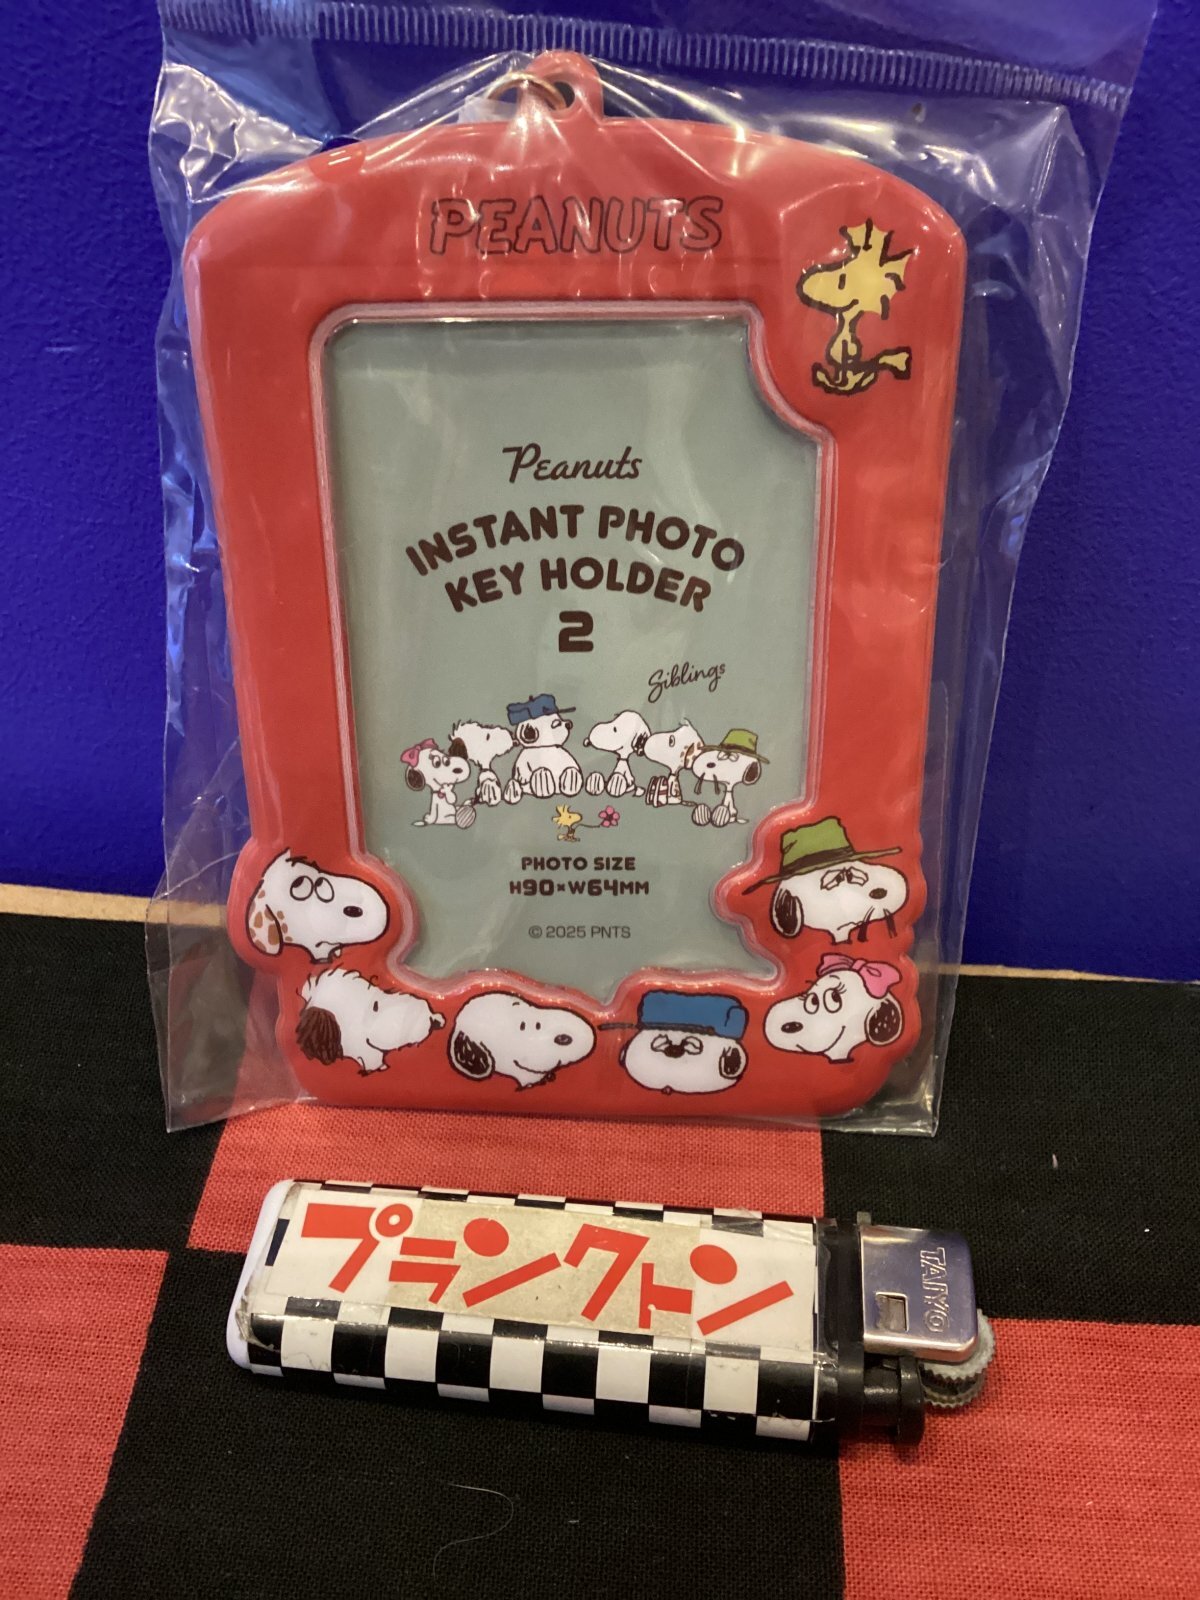 PEANUTS
Peanuts
INSTANT PHOTO
KEY HOLDER
2
Siblings
PHOTO SIZE
H90×W64MM
© 2025 PNTS
プランクトン
TAIYO